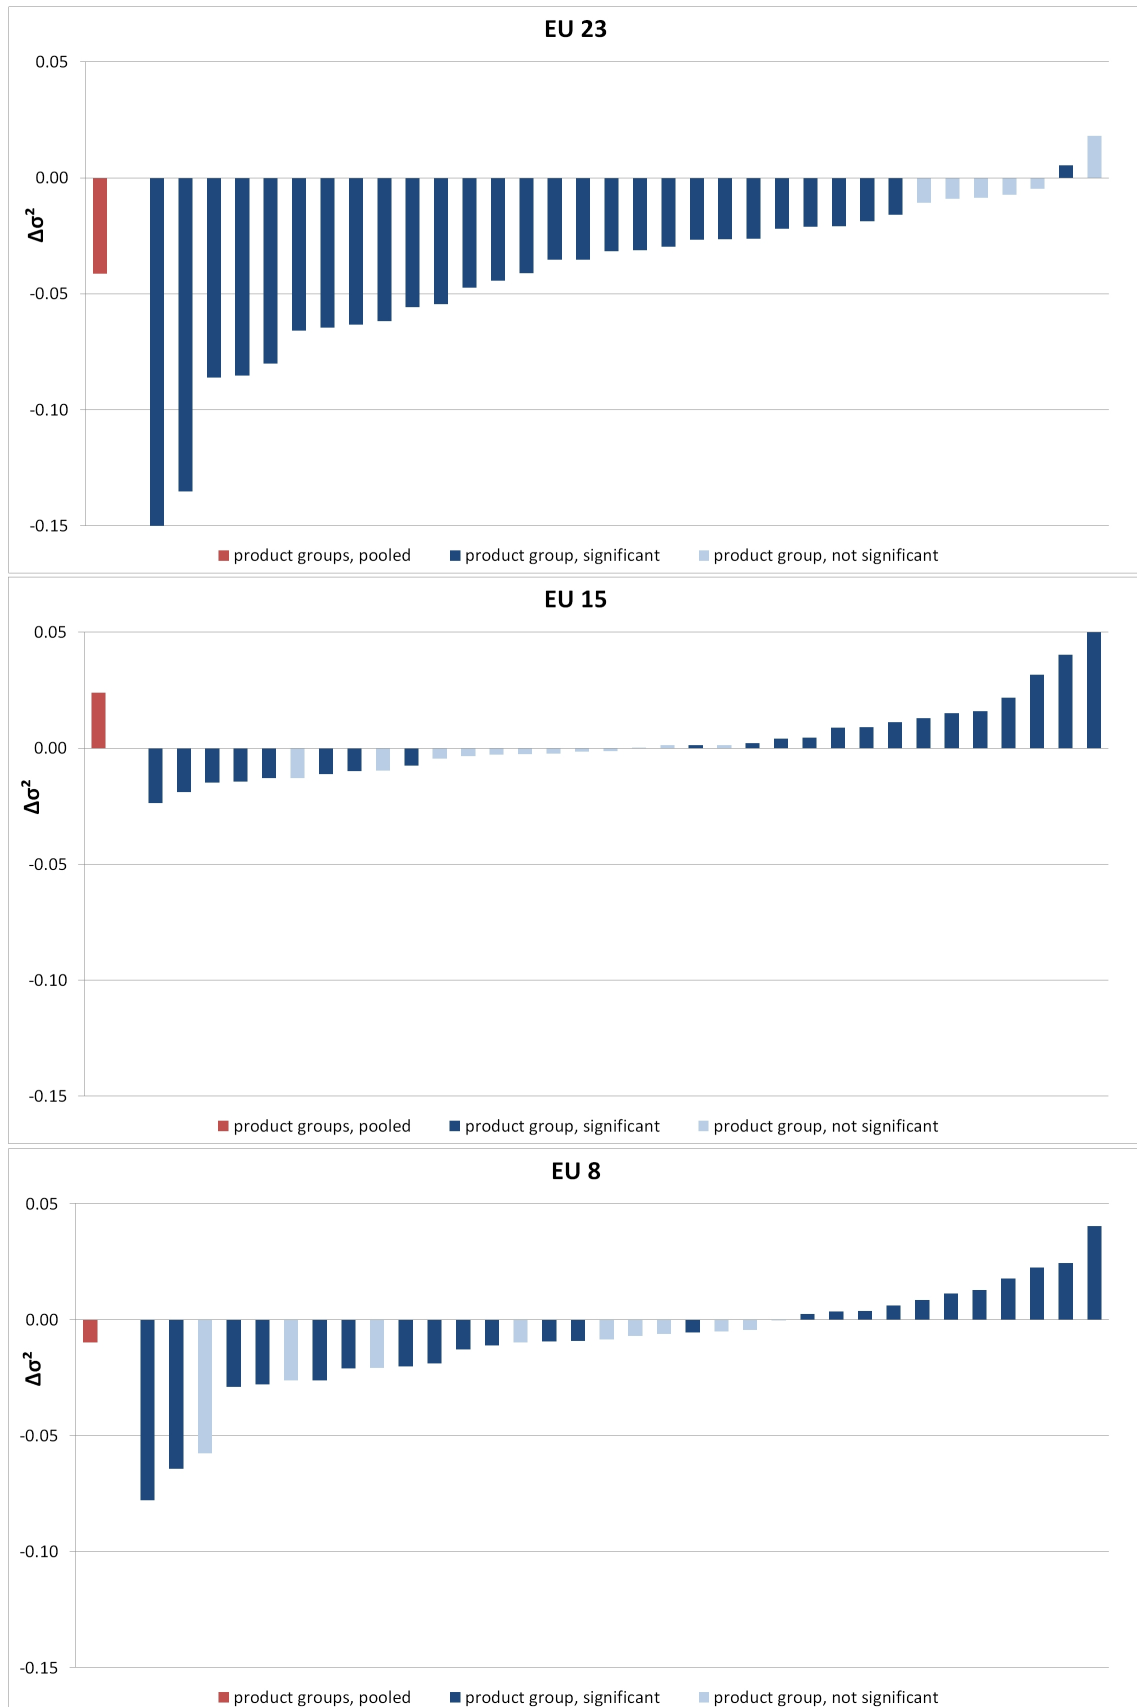 EU 23
0.05
0.00
-0.05
-0.10
-0.15
Δσ²
product groups, pooled product group, significant product group, not significant
EU 15
0.05
0.00
-0.05
-0.10
-0.15
Δσ²
product groups, pooled product group, significant product group, not significant
EU 8
0.05
0.00
-0.05
-0.10
-0.15
Δσ²
product groups, pooled product group, significant product group, not significant